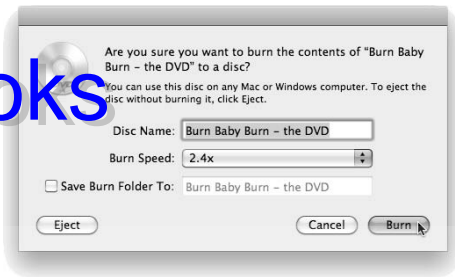 Are you sure you want to burn the contents of “Burn Baby
Burn – the DVD” to a disc?
You can use this disc on any Mac or Windows computer. To eject the
disc without burning it, click Eject.
Disc Name: Burn Baby Burn – the DVD
Burn Speed: 2.4x
Save Burn Folder To: Burn Baby Burn – the DVD
Eject Cancel Burn